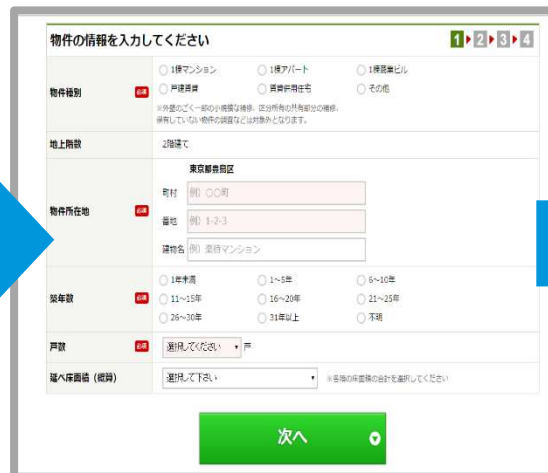 物件の情報を入力してください
1 2 3 4
物件種別 必須
1棟マンション 1棟アパート 1棟商業ビル
戸建賃貸 賃貸併用住宅 その他
※外壁のごく一部の小規模な補修、区分所有の共有部分の補修、
保有していない物件の調査などは対象外となります。
地上階数 2階建て
東京都豊島区
物件所在地 必須
町村 例) 〇〇町
番地 例) 1-2-3
建物名 例) 楽待マンション
築年数 必須
1年未満 1～5年 6～10年
11～15年 16～20年 21～25年
26～30年 31年以上 不明
戸数 必須 選択してください 戸
延べ床面積（概算） 選択して下さい ※各階の床面積の合計を選択してください
次へ